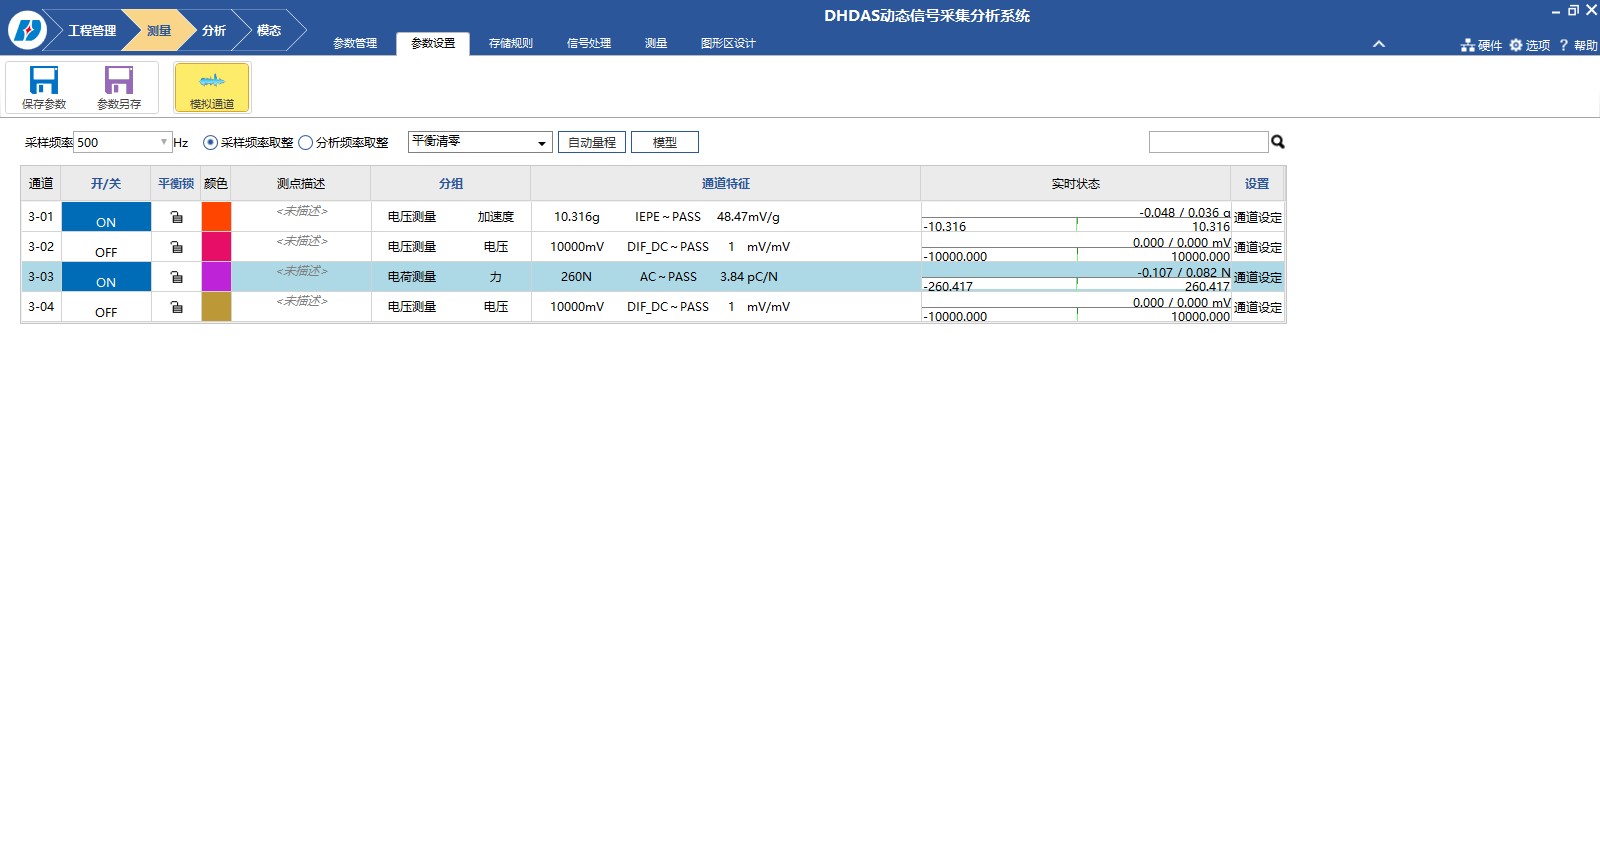 DHDAS动态信号采集分析系统
工程管理 测量 分析 模态
参数管理 参数设置 存储规则 信号处理 测量 图形区设计 硬件 选项 ? 帮助
保存参数 参数另存 模拟通道
采样频率 500 Hz 采样频率取整 分析频率取整 平衡清零 自动量程 模型
通道 开/关 平衡锁 颜色 测点描述 分组 通道特征 实时状态 设置
3-01 ON <未描述> 电压测量 加速度 10.316g IEPE~PASS 48.47mV/g -0.048 / 0.036 g -10.316 10.316 通道设定
3-02 OFF <未描述> 电压测量 电压 10000mV DIF_DC~PASS 1 mV/mV 0.000 / 0.000 mV -10000.000 10000.000 通道设定
3-03 ON <未描述> 电荷测量 力 260N AC~PASS 3.84 pC/N -0.107 / 0.082 N -260.417 260.417 通道设定
3-04 OFF <未描述> 电压测量 电压 10000mV DIF_DC~PASS 1 mV/mV 0.000 / 0.000 mV -10000.000 10000.000 通道设定